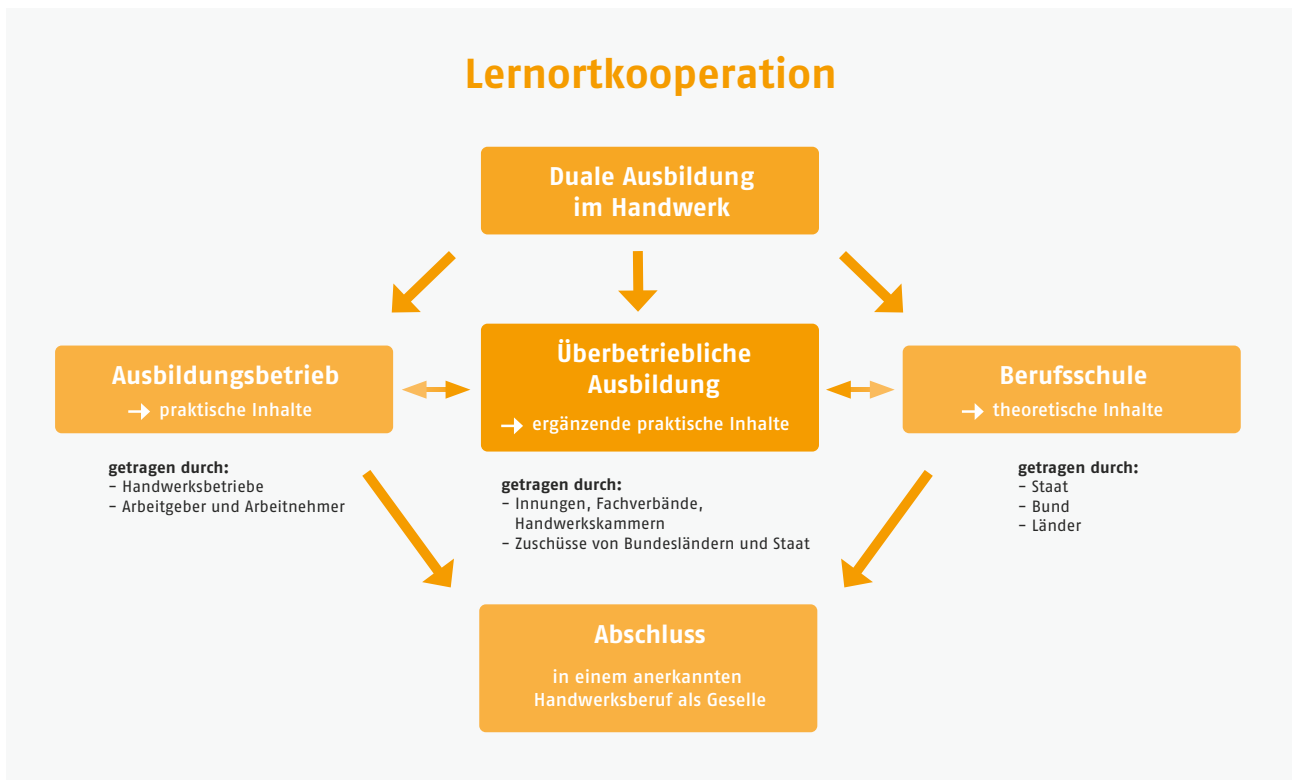 Lernortkooperation
Duale Ausbildung
im Handwerk
Ausbildungsbetrieb
→ praktische Inhalte
Überbetriebliche
Ausbildung
→ ergänzende praktische Inhalte
Berufsschule
→ theoretische Inhalte
getragen durch:
– Handwerksbetriebe
– Arbeitgeber und Arbeitnehmer
getragen durch:
– Innungen, Fachverbände,
Handwerkskammern
– Zuschüsse von Bundesländern und Staat
getragen durch:
– Staat
– Bund
– Länder
Abschluss
in einem anerkannten
Handwerksberuf als Geselle